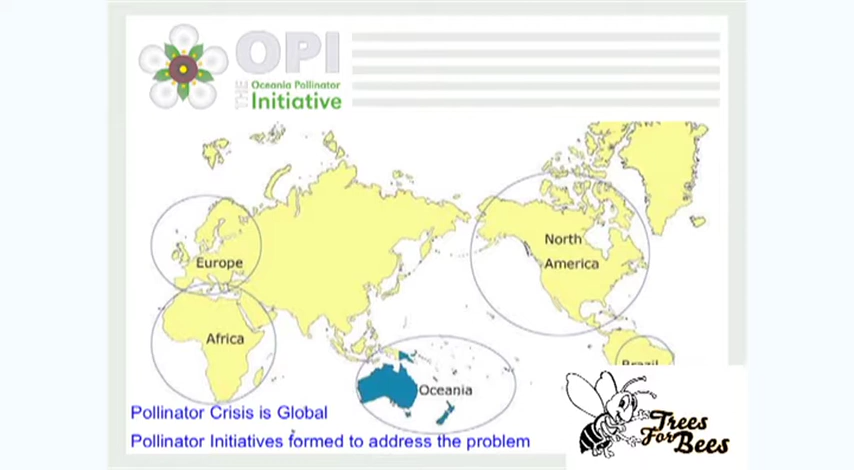 OPI
THE Oceania Pollinator
Initiative
North
America
Europe
Africa
Brazil
Oceania
Pollinator Crisis is Global
Pollinator Initiatives formed to address the problem
Trees
For Bees